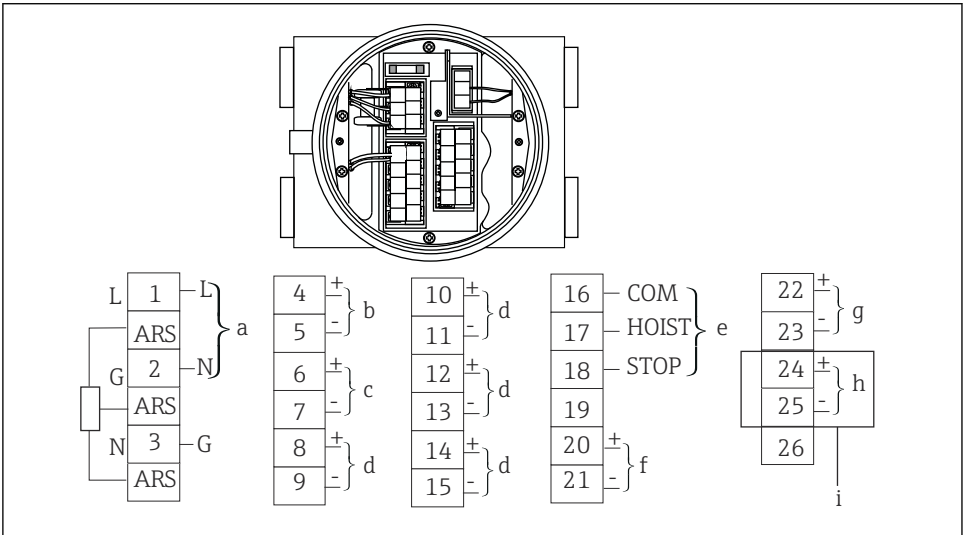 L 1 L
ARS
a
G 2 N
ARS
N 3 G
ARS
4 +
b
5 -
6 +
c
7 -
8 +
d
9 -
10 +
d
11 -
12 +
d
13 -
14 +
d
15 -
16 COM
17 HOIST e
18 STOP
19
20 +
f
21 -
22 +
g
23 -
24 +
h
25 -
26
i